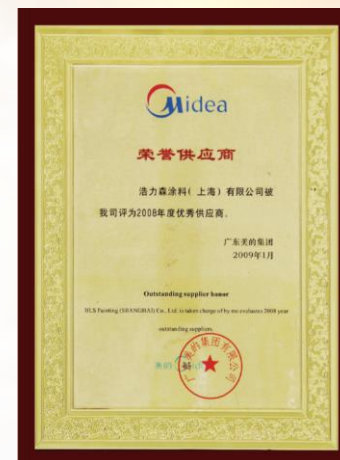 Midea
荣誉供应商
浩力森涂料(上海)有限公司被
我司评为2008年度优秀供应商.
广东美的集团
2009年1月
Outstanding supplier honor
HLS Painting (SHANGHAI) Co., Ltd. is taken charge of by me evaluates 2008 year
outstanding suppliers.
美的